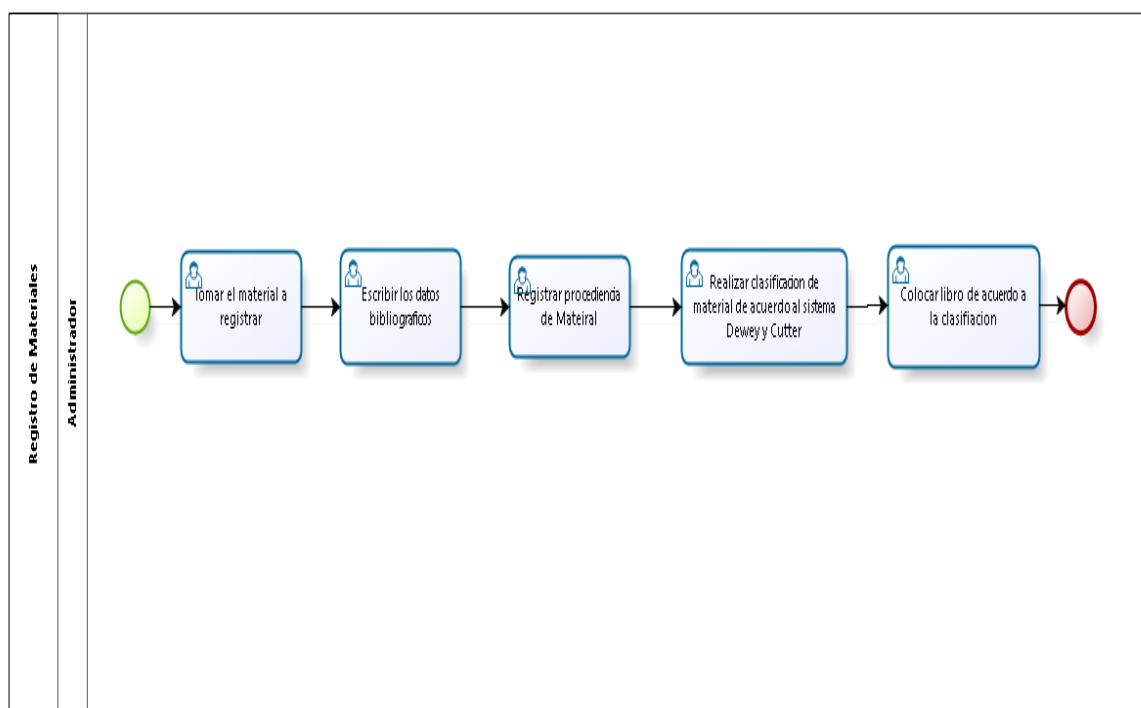 Registro de Materiales
Administrador
Tomar el material a
registrar
Escribir los datos
bibliograficos
Registrar procediencia
de Mateiral
Realizar clasificacion de
material de acuerdo al sistema
Dewey y Cutter
Colocar libro de acuerdo a
la clasifiacion